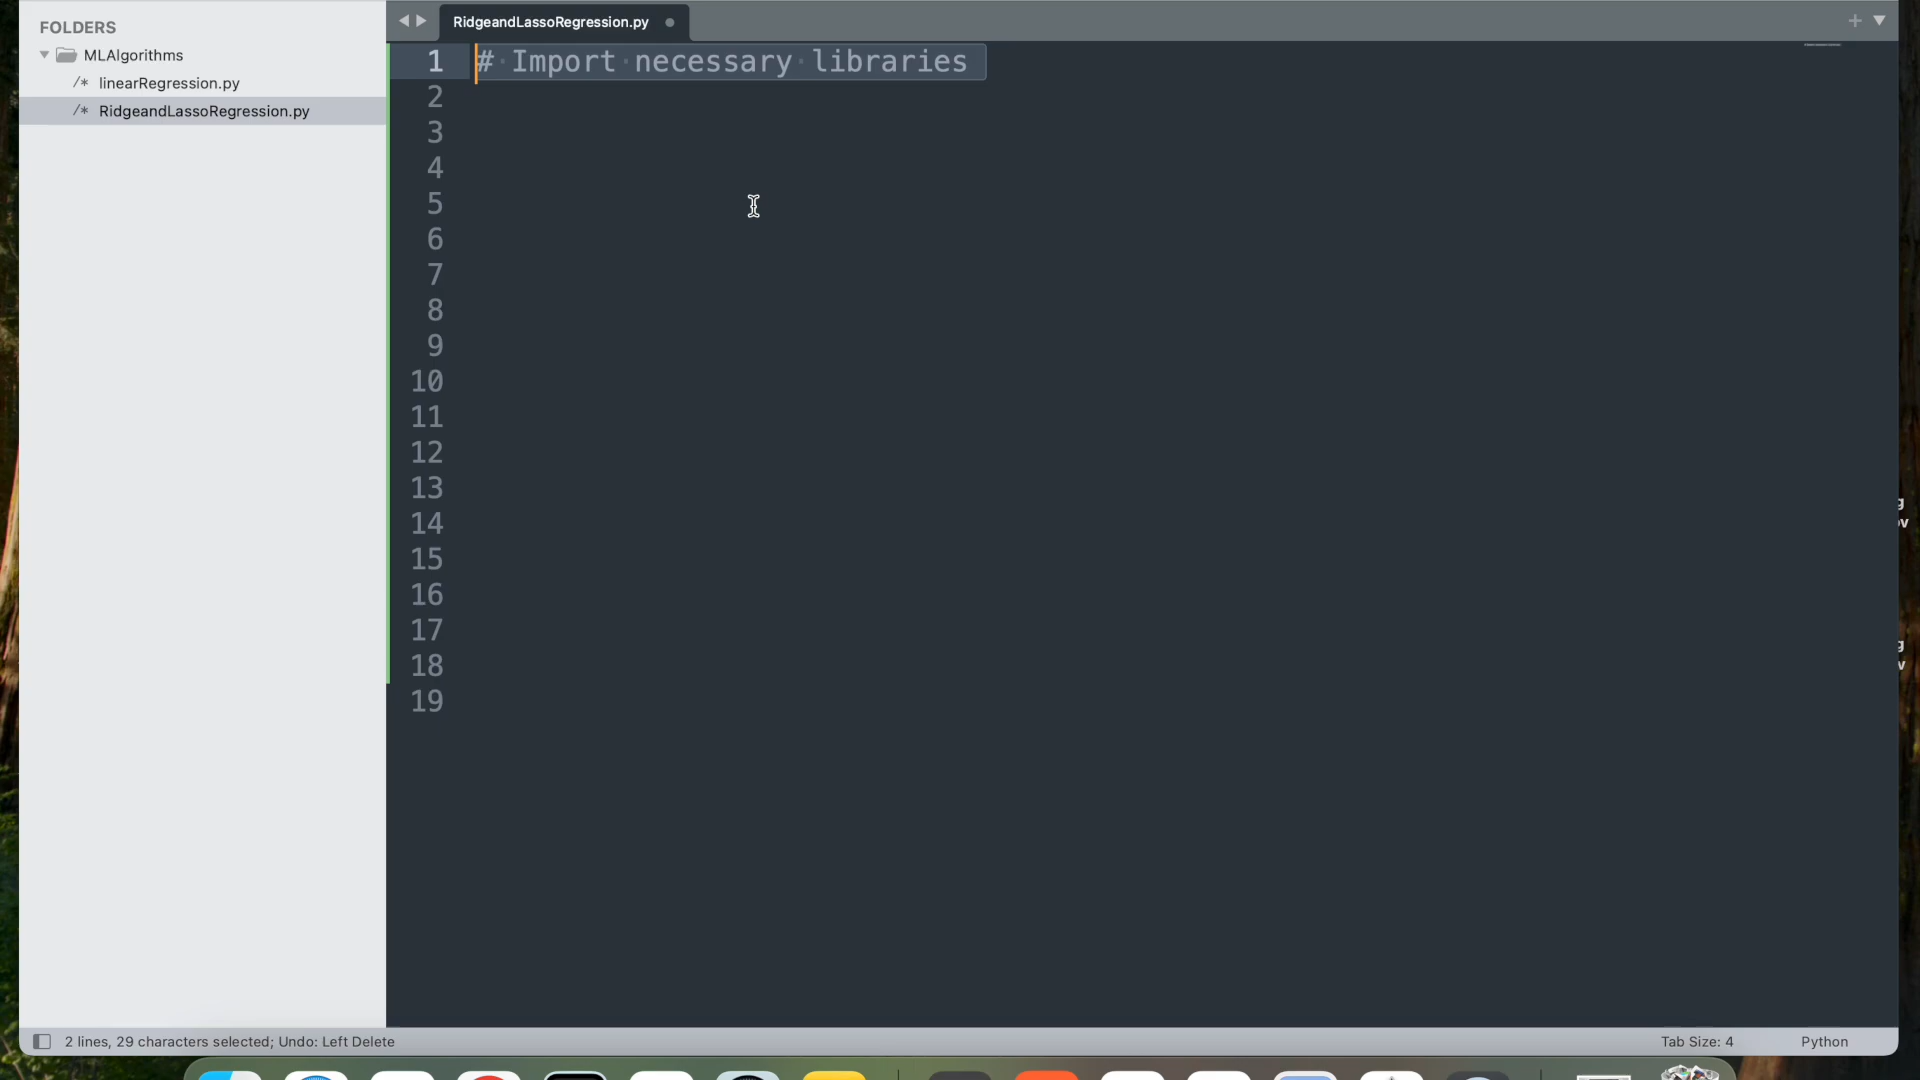 FOLDERS
MLAlgorithms
/* linearRegression.py
/* RidgeandLassoRegression.py
RidgeandLassoRegression.py
1 # Import necessary libraries
2
3
4
5
6
7
8
9
10
11
12
13
14
15
16
17
18
19
2 lines, 29 characters selected; Undo: Left Delete
Tab Size: 4
Python